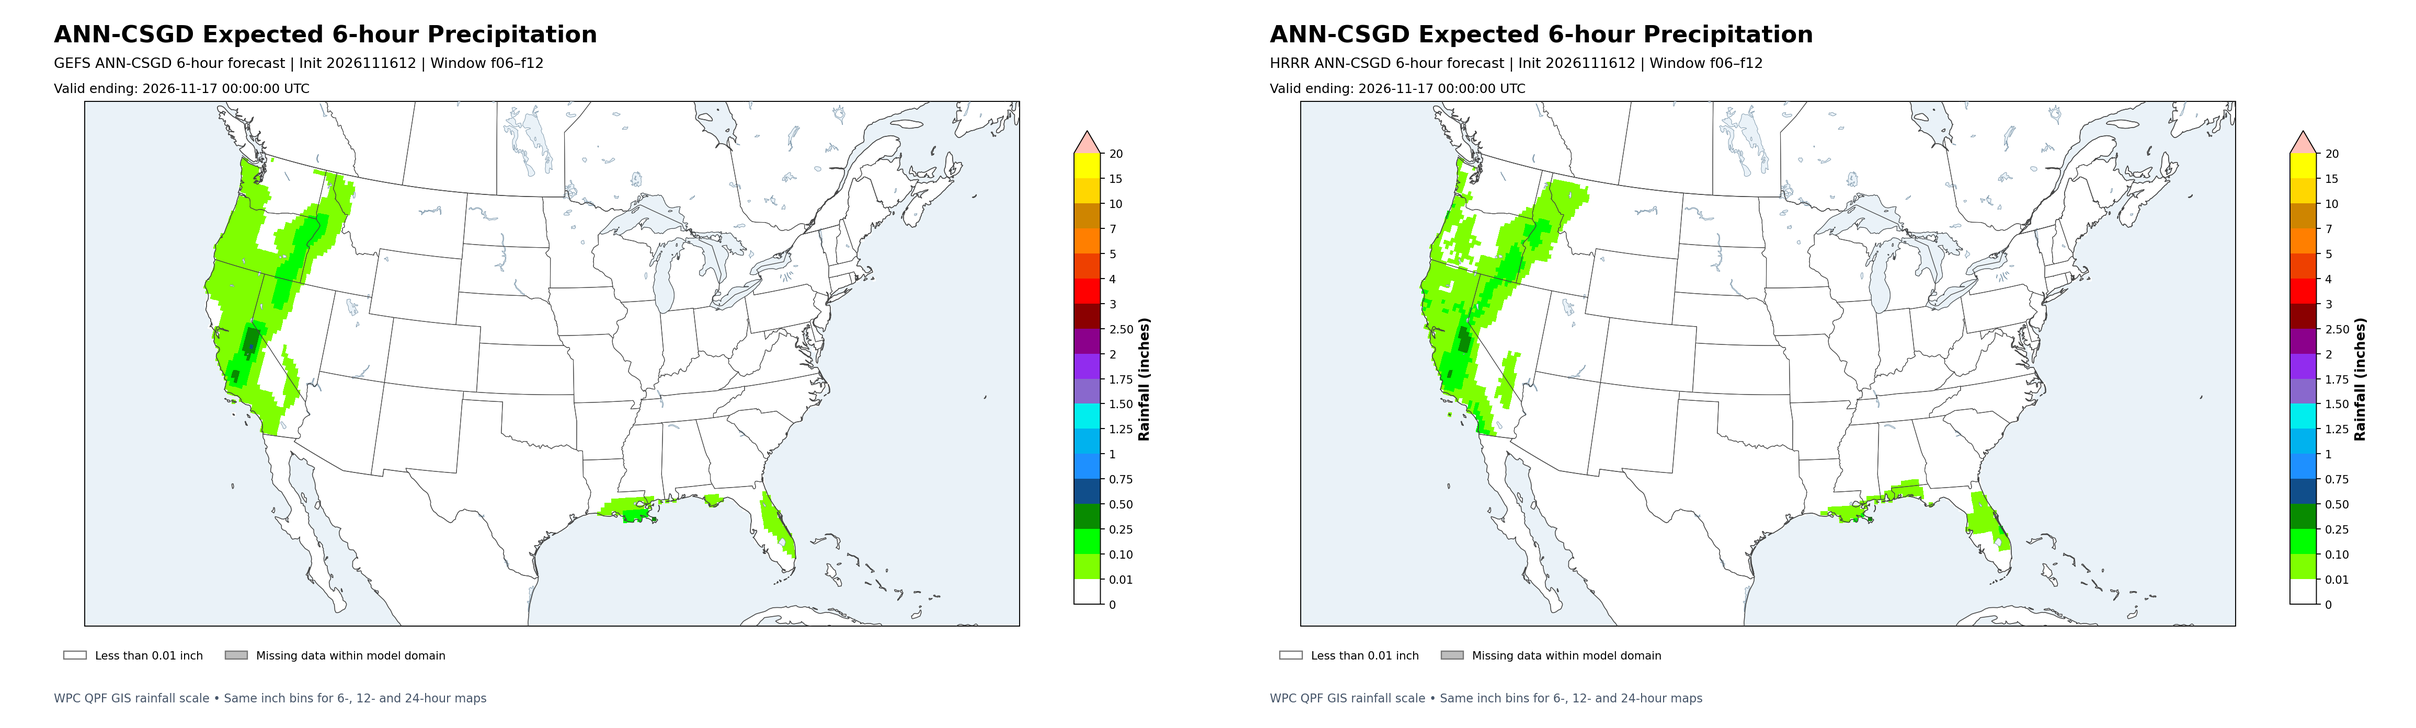 ANN-CSGD Expected 6-hour Precipitation
GEFS ANN-CSGD 6-hour forecast | Init 2026111612 | Window f06–f12
Valid ending: 2026-11-17 00:00:00 UTC
20
15
10
7
5
4
3
2.50
2
1.75
1.50
1.25
1
0.75
0.50
0.25
0.10
0.01
0
Rainfall (inches)
Less than 0.01 inch
Missing data within model domain
WPC QPF GIS rainfall scale • Same inch bins for 6-, 12- and 24-hour maps
ANN-CSGD Expected 6-hour Precipitation
HRRR ANN-CSGD 6-hour forecast | Init 2026111612 | Window f06–f12
Valid ending: 2026-11-17 00:00:00 UTC
20
15
10
7
5
4
3
2.50
2
1.75
1.50
1.25
1
0.75
0.50
0.25
0.10
0.01
0
Rainfall (inches)
Less than 0.01 inch
Missing data within model domain
WPC QPF GIS rainfall scale • Same inch bins for 6-, 12- and 24-hour maps